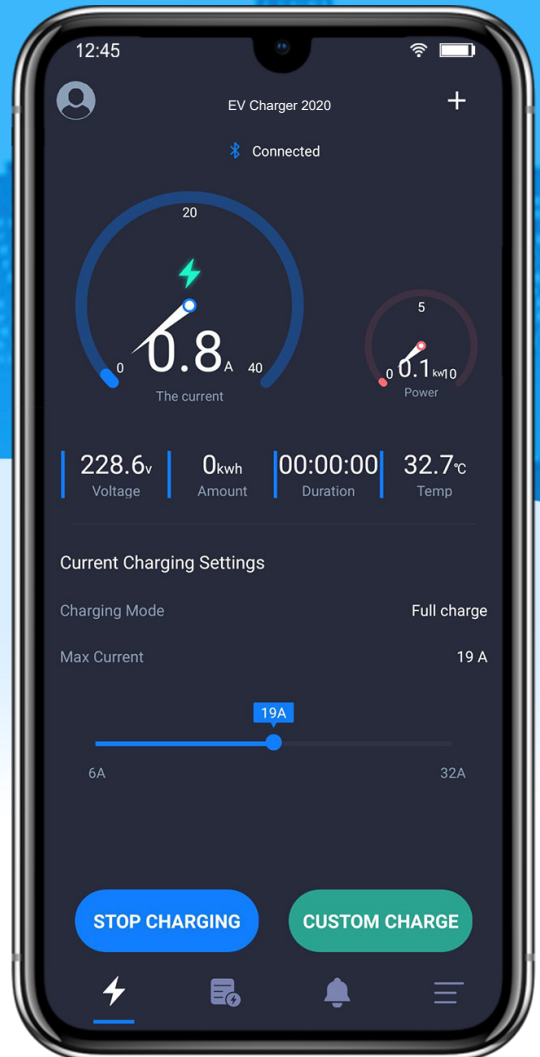 12:45
EV Charger 2020
Connected
20
0
0.8A
40
The current
5
0
0.1kw
10
Power
228.6v
Voltage
0kwh
Amount
00:00:00
Duration
32.7℃
Temp
Current Charging Settings
Charging Mode
Full charge
Max Current
19 A
19A
6A
32A
STOP CHARGING
CUSTOM CHARGE